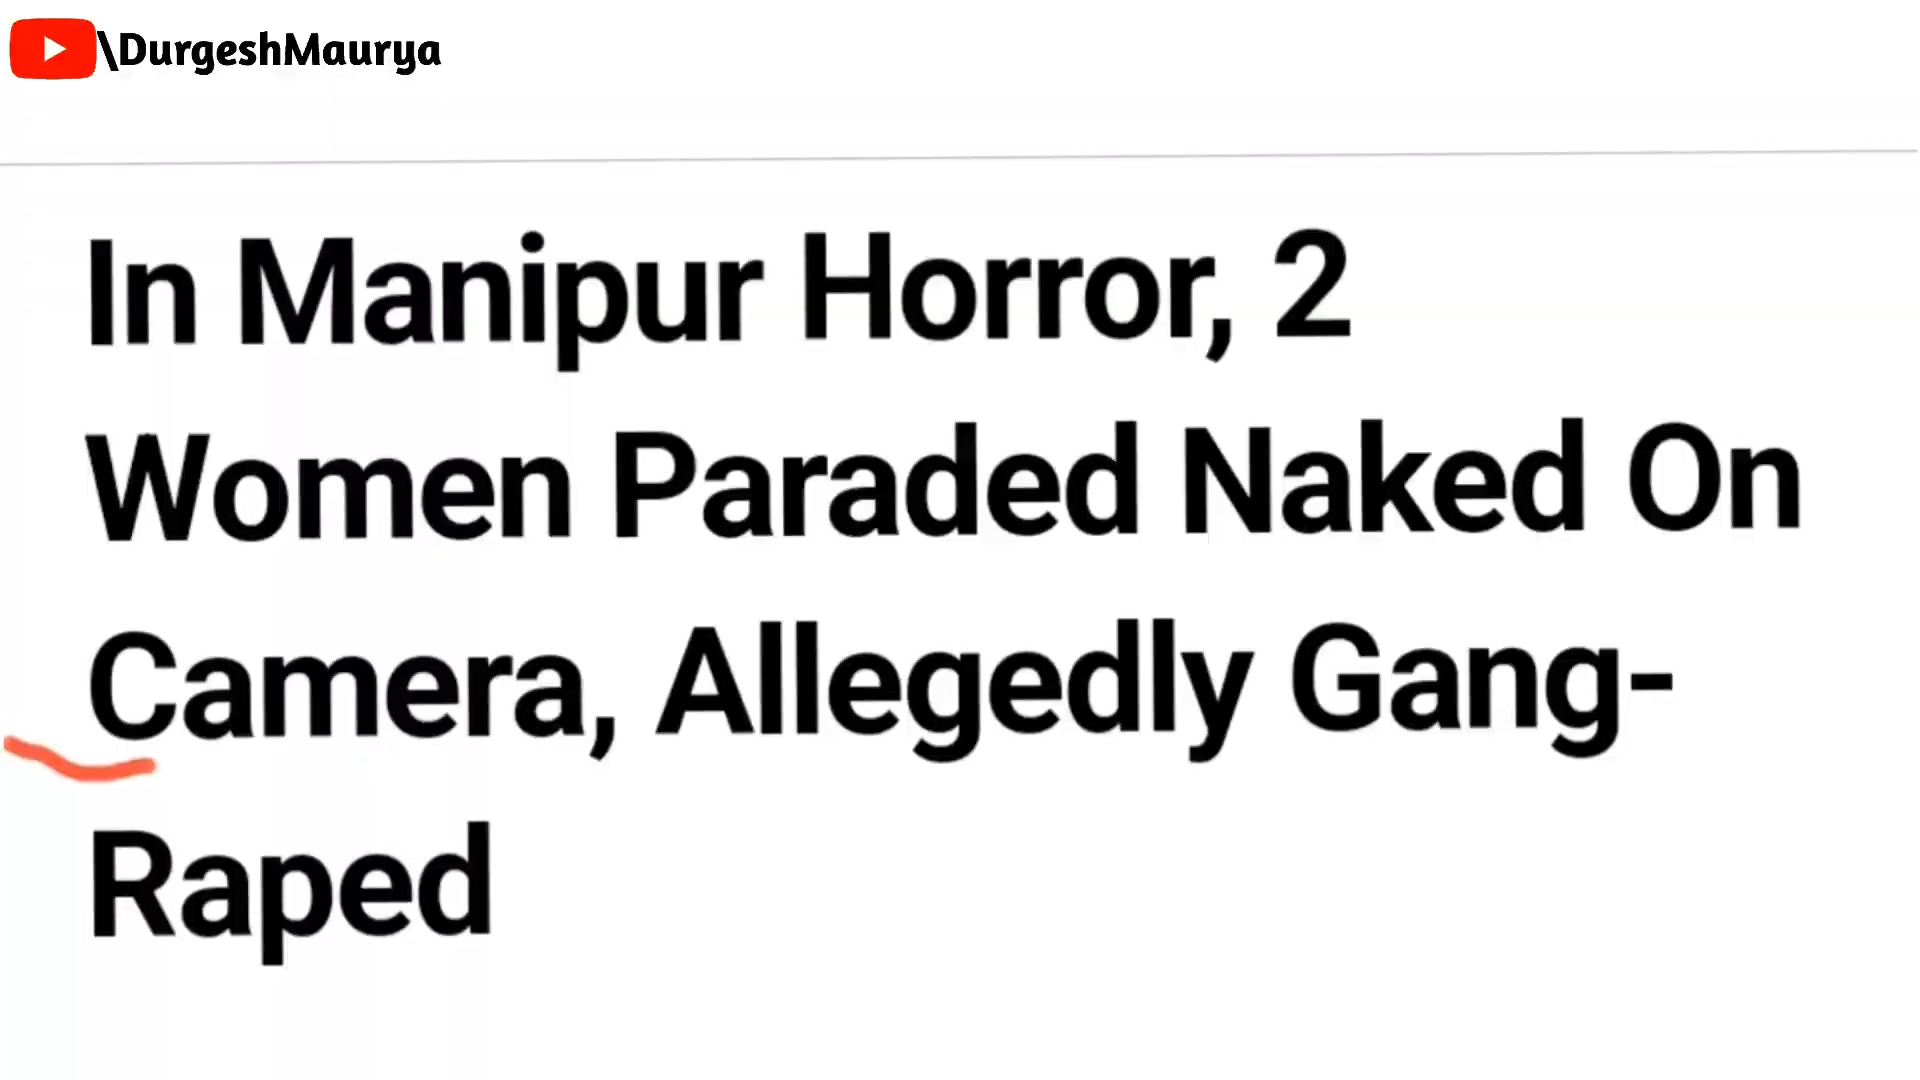 \DurgeshMaurya
In Manipur Horror, 2
Women Paraded Naked On
Camera, Allegedly Gang-
Raped